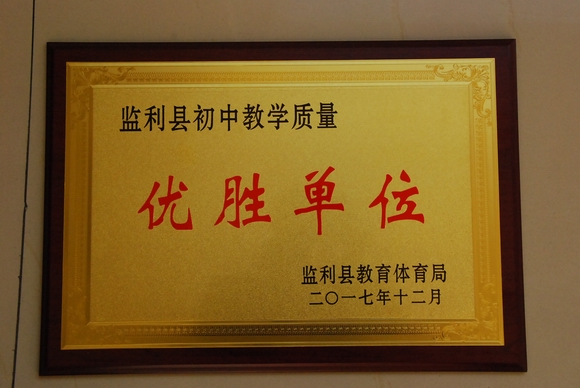 监利县初中教学质量
优胜单位
监利县教育体育局
二〇一七年十二月